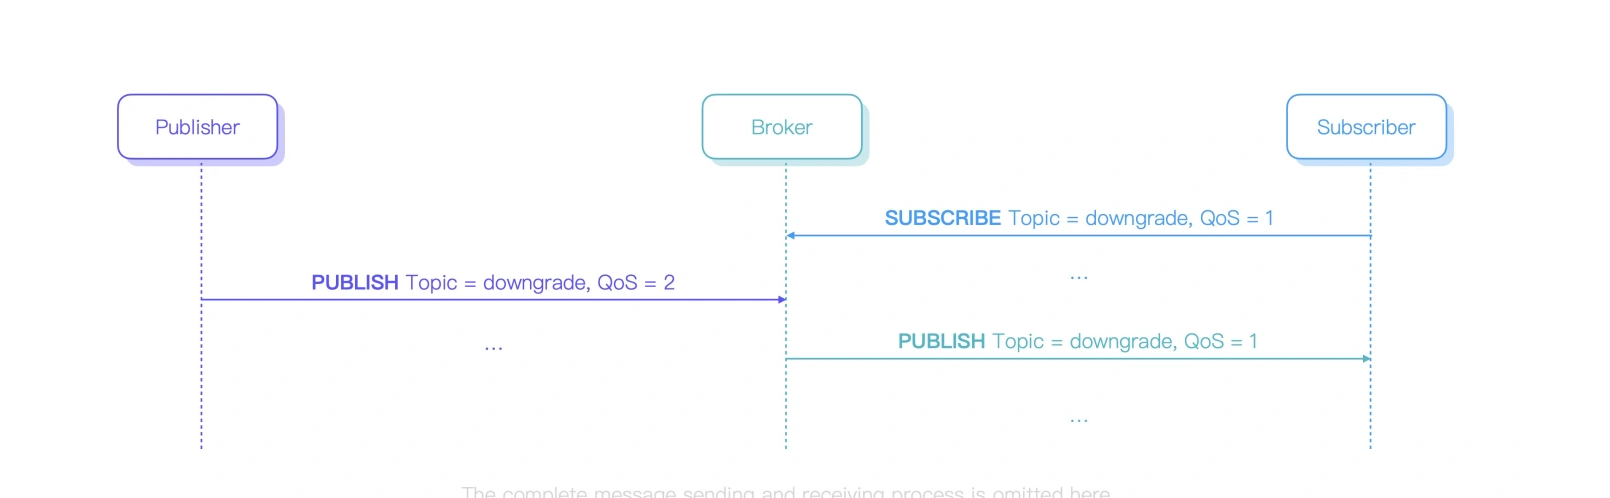 Publisher
Broker
Subscriber
SUBSCRIBE Topic = downgrade, QoS = 1
...
PUBLISH Topic = downgrade, QoS = 2
PUBLISH Topic = downgrade, QoS = 1
...
...
The complete message sending and receiving process is omitted here